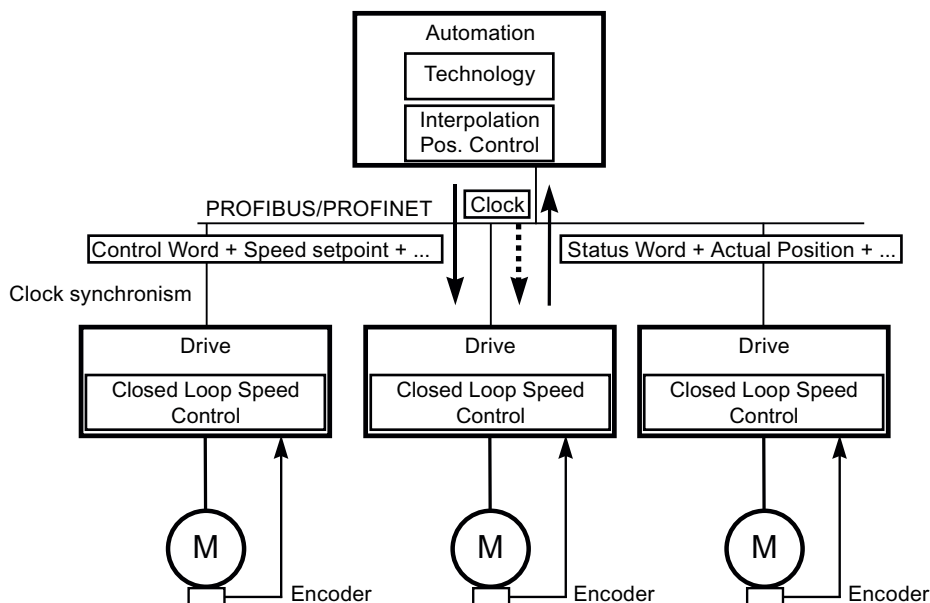 Automation
Technology
Interpolation
Pos. Control
PROFIBUS/PROFINET
Clock
Control Word + Speed setpoint + ...
Status Word + Actual Position + ...
Clock synchronism
Drive
Closed Loop Speed
Control
Drive
Closed Loop Speed
Control
Drive
Closed Loop Speed
Control
M
M
M
Encoder
Encoder
Encoder